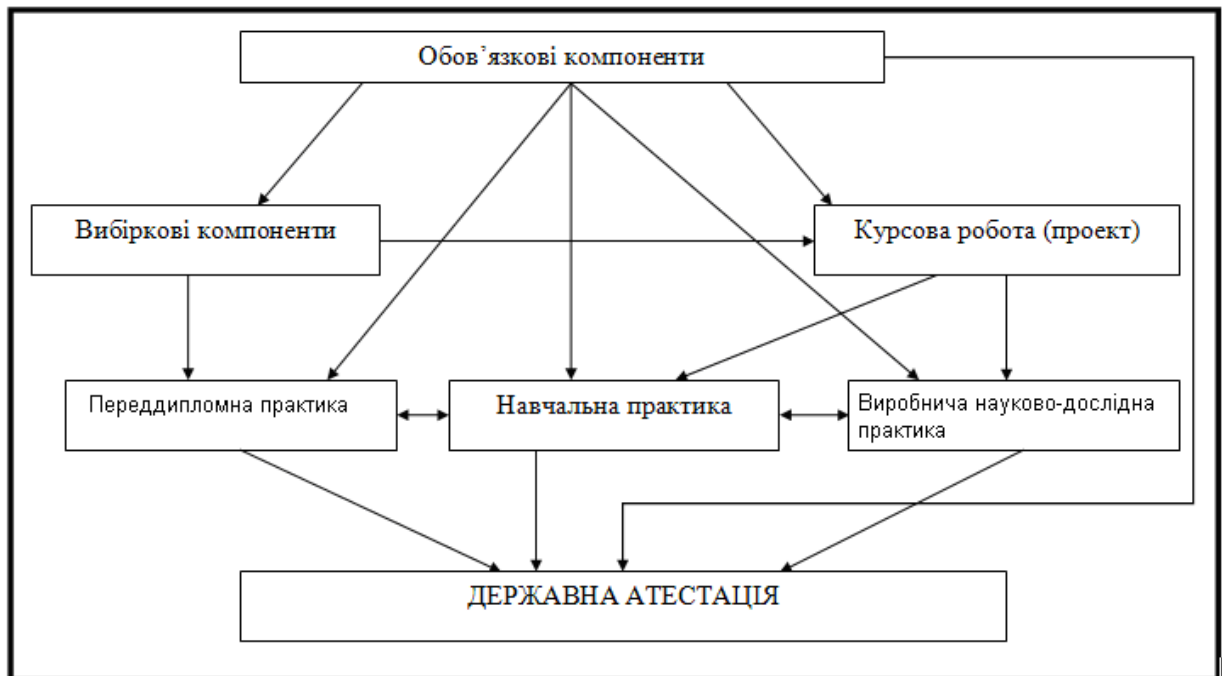 Обов’язкові компоненти
Вибіркові компоненти
Курсова робота (проект)
Переддипломна практика
Навчальна практика
Виробнича науково-дослідна
практика
ДЕРЖАВНА АТЕСТАЦІЯ